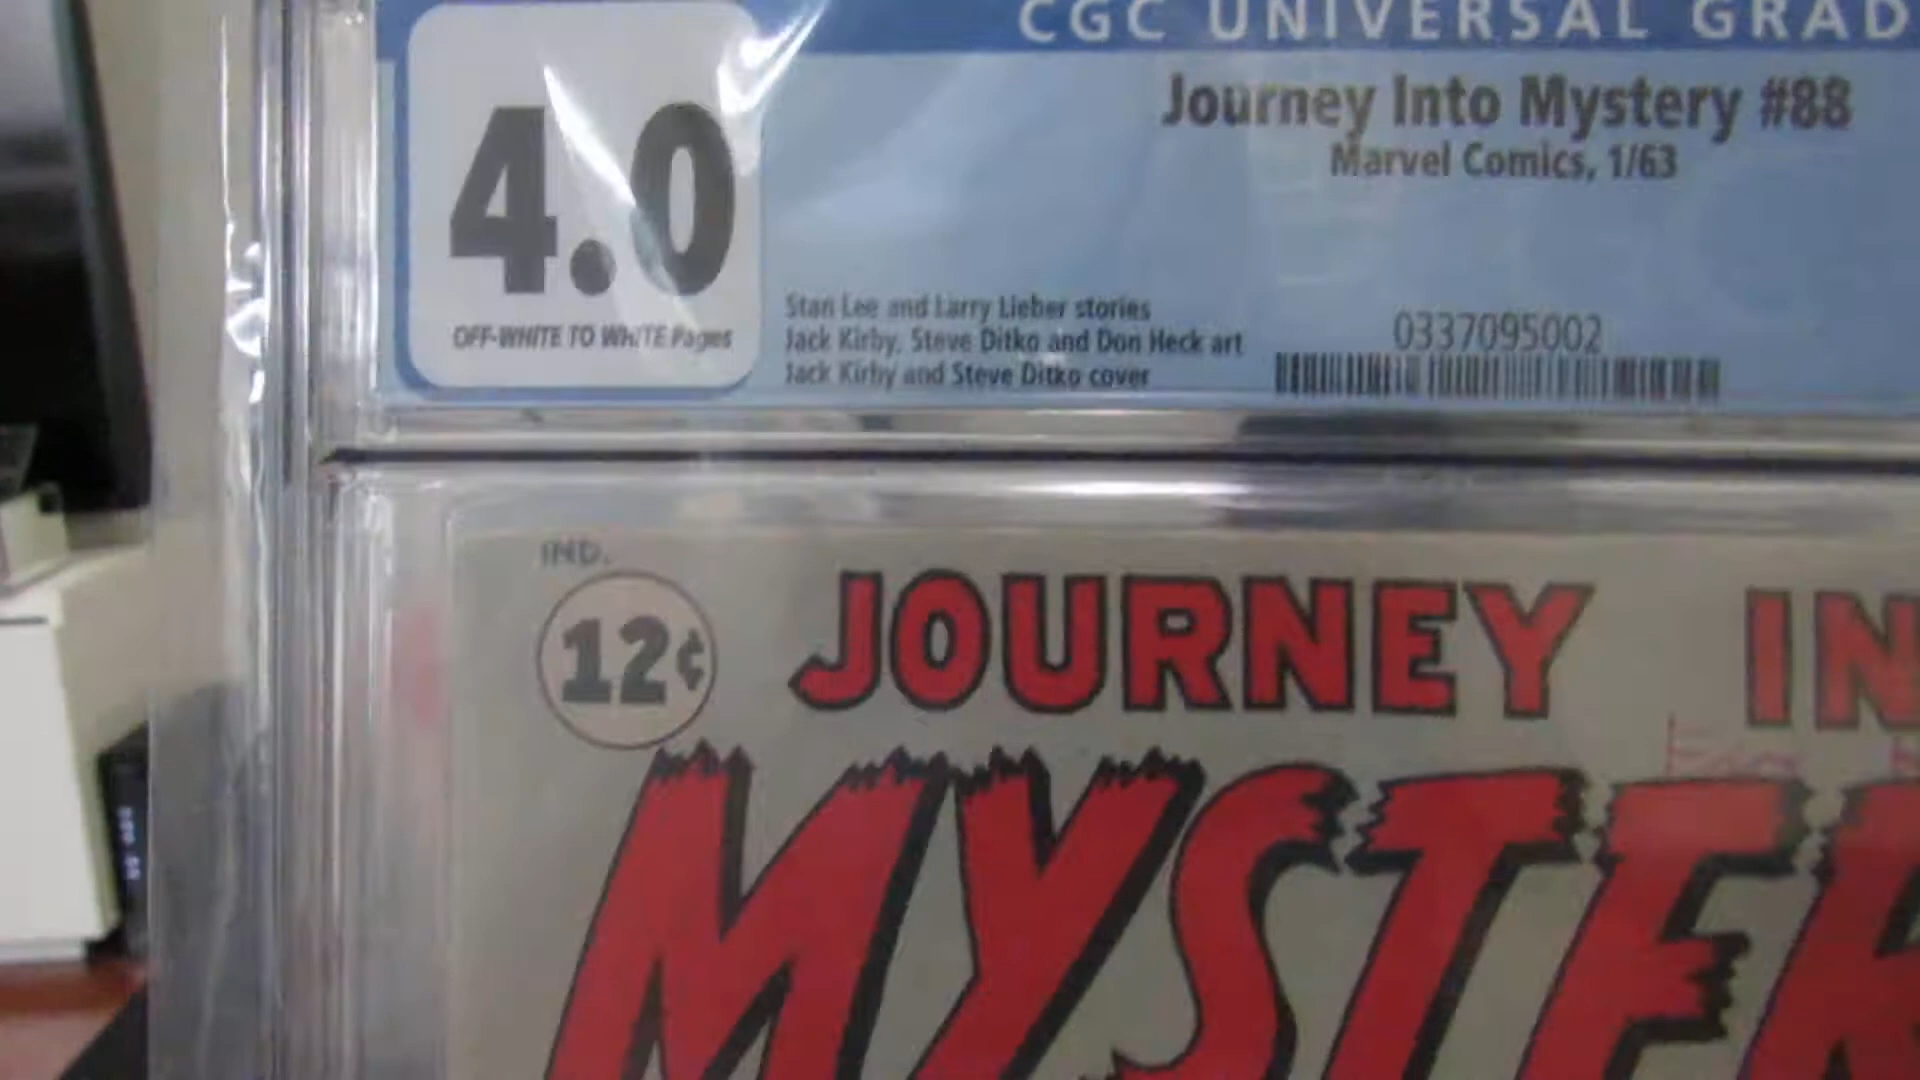 CGC UNIVERSAL GRAD
4.0
OFF-WHITE TO WHITE Pages
Journey Into Mystery #88
Marvel Comics, 1/63
Stan Lee and Larry Lieber stories
Jack Kirby, Steve Ditko and Don Heck art
Jack Kirby and Steve Ditko cover
0337095002
IND.
12¢
JOURNEY IN
MYSTER